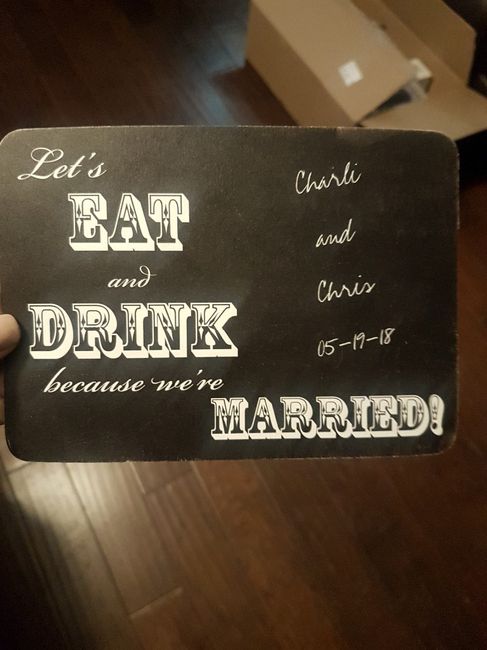 Let's
EAT
and
DRINK
because we're
MARRIED!
Charli
and
Chris
05-19-18